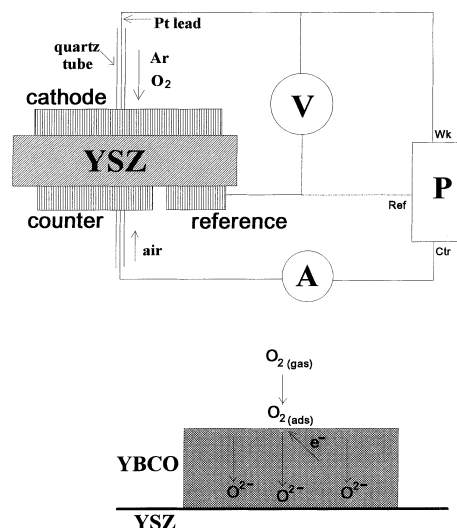 Pt lead
quartz
tube
Ar
O2
cathode
V
Wk
YSZ
P
Ref
counter
reference
Ctr
air
A
O2 (gas)
O2 (ads)
e−
YBCO
O2− O2− O2−
YSZ